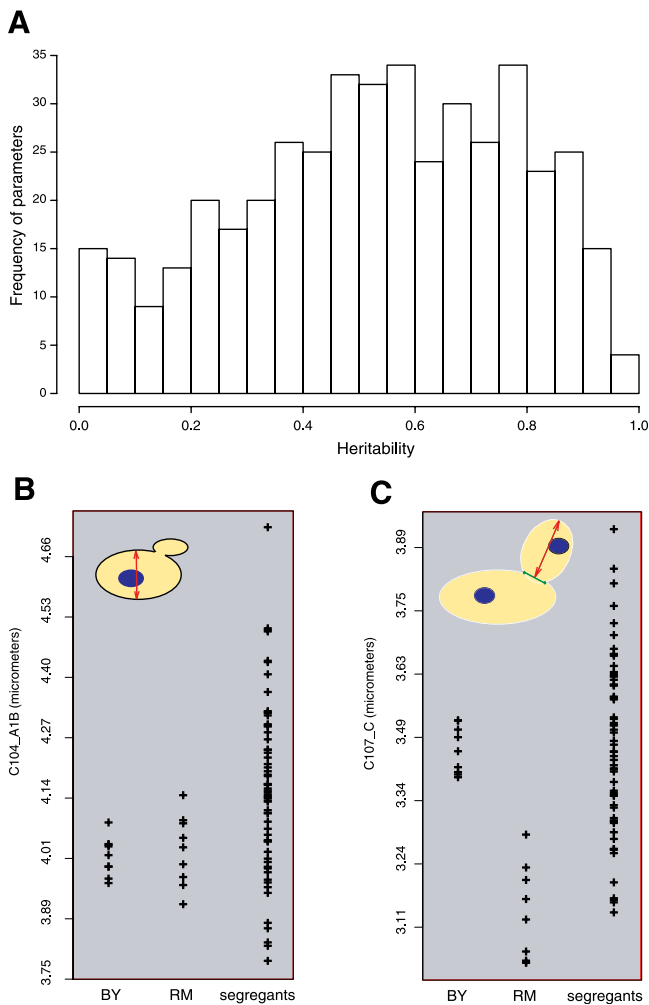 A
Frequency of parameters
35
30
25
20
15
10
5
0
0.0 0.2 0.4 0.6 0.8 1.0
Heritability
B
C104_A1B (micrometers)
4.66
4.53
4.40
4.27
4.14
4.01
3.89
3.75
BY RM segregants
C
C107_C (micrometers)
3.89
3.75
3.63
3.49
3.34
3.24
3.11
BY RM segregants